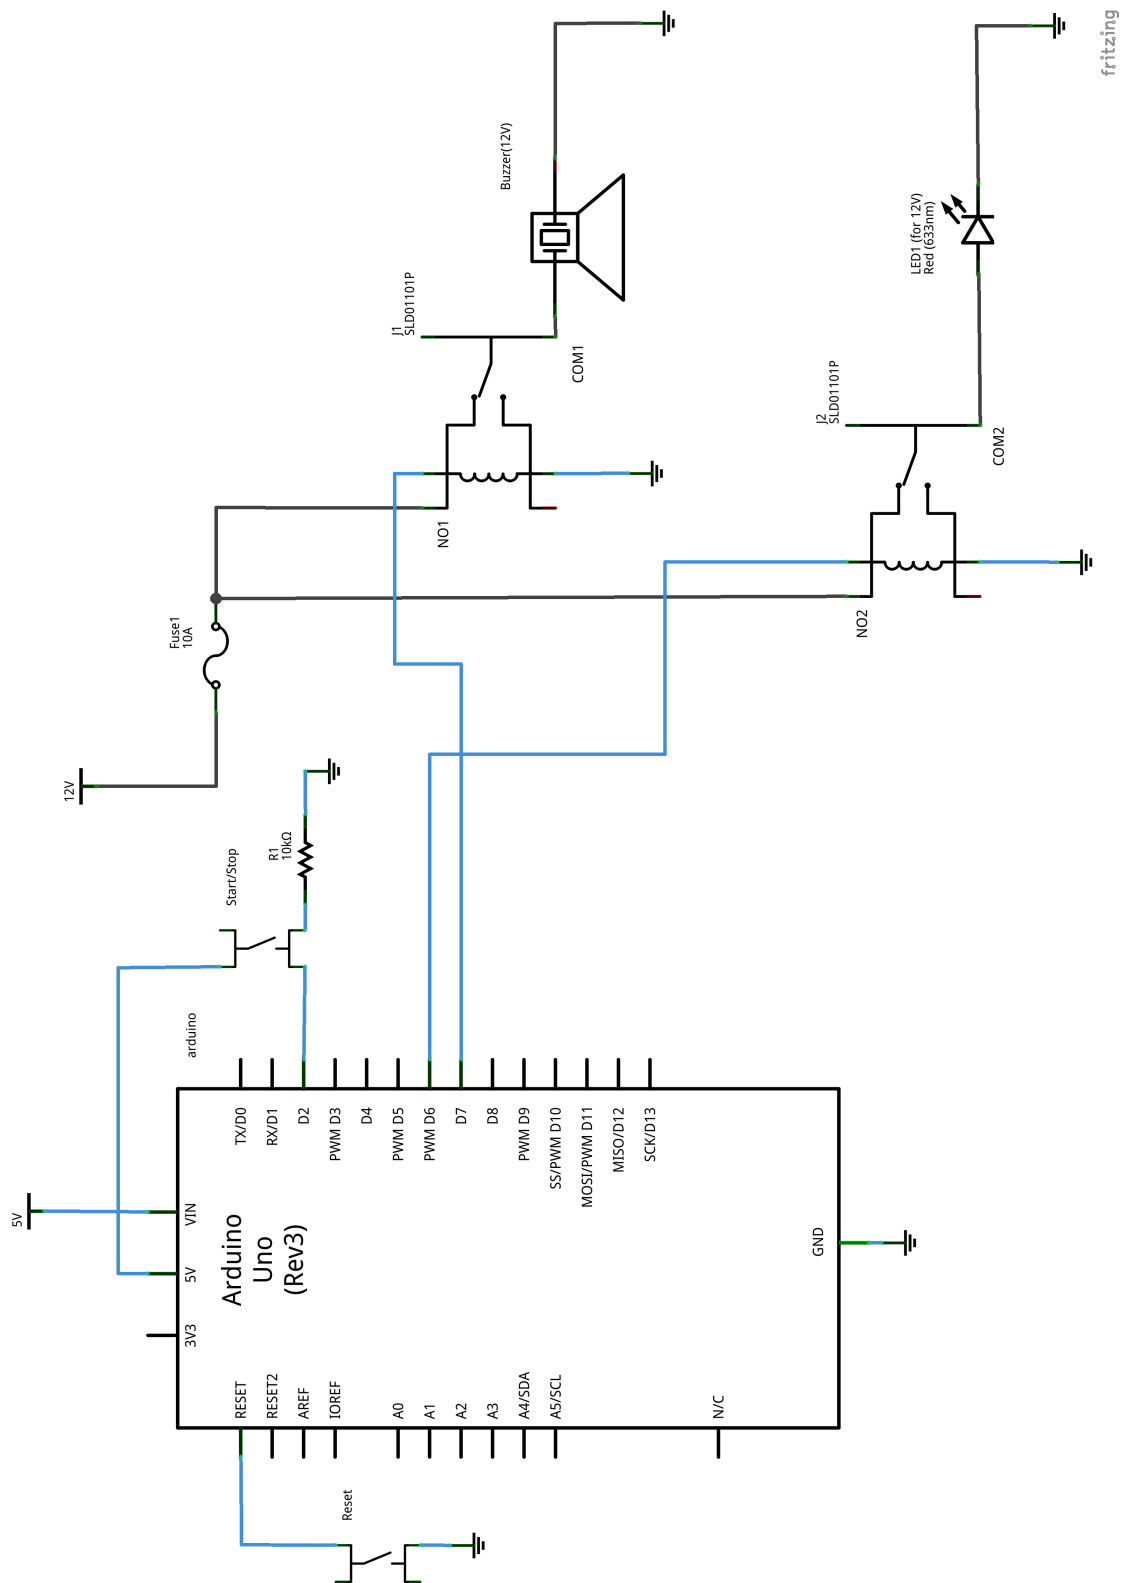 fritzing
Buzzer(12V)
LED1 (for 12V)
Red (633nm)
J1
SLD01101P
COM1
J2
SLD01101P
COM2
NO1
NO2
Fuse1
10A
12V
R1
10kΩ
Start/Stop
arduino
TX/D0
RX/D1
D2
PWM D3
D4
PWM D5
PWM D6
D7
D8
PWM D9
SS/PWM D10
MOSI/PWM D11
MISO/D12
SCK/D13
5V
VIN
5V
3V3
Arduino
Uno
(Rev3)
GND
RESET
RESET2
AREF
IOREF
A0
A1
A2
A3
A4/SDA
A5/SCL
N/C
Reset